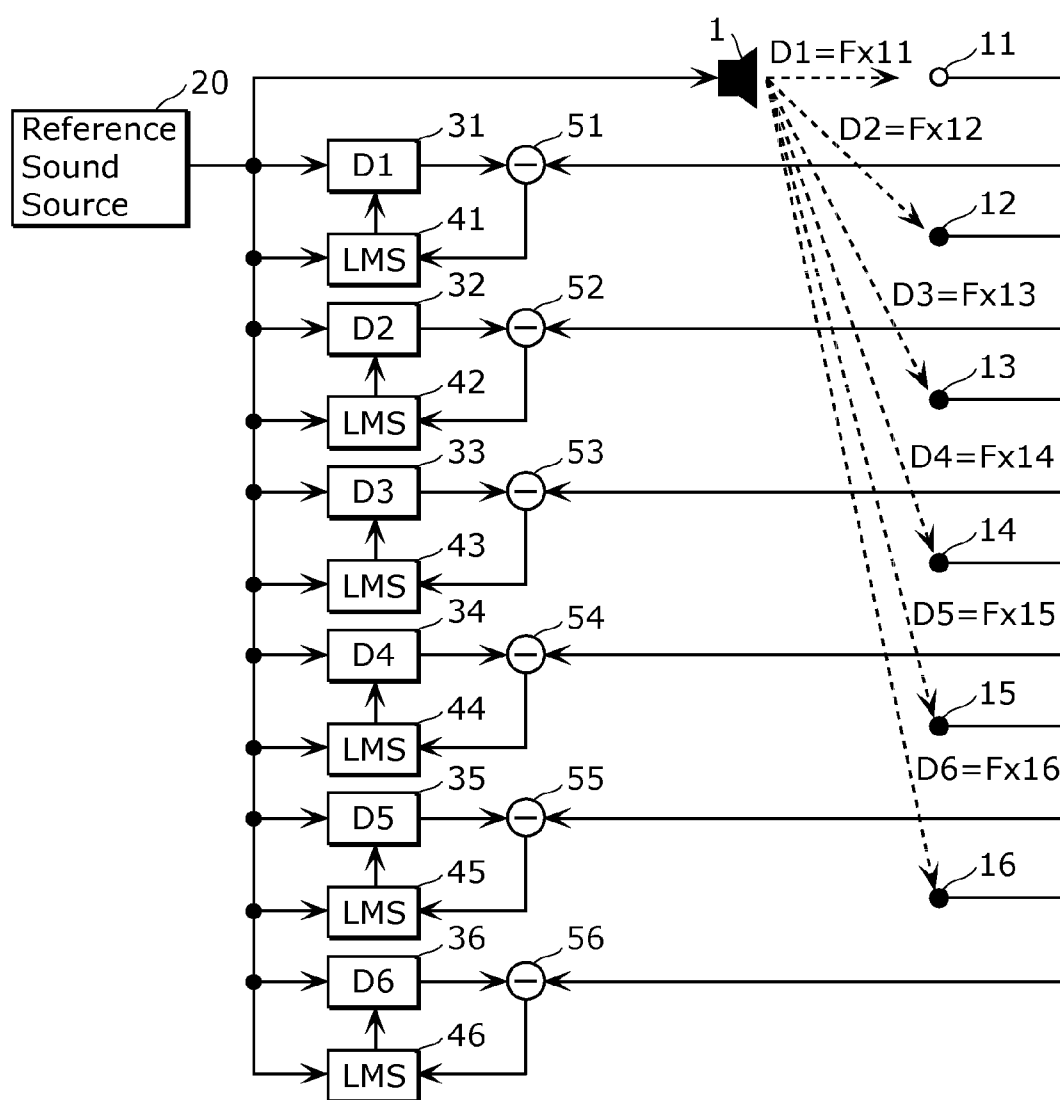 1
D1=Fx11
11
20
Reference
Sound
Source
31
51
D2=Fx12
D1
12
41
LMS
32
52
D3=Fx13
D2
13
42
LMS
33
53
D4=Fx14
D3
14
43
LMS
34
54
D5=Fx15
D4
15
44
LMS
35
55
D6=Fx16
D5
16
45
LMS
36
56
D6
46
LMS